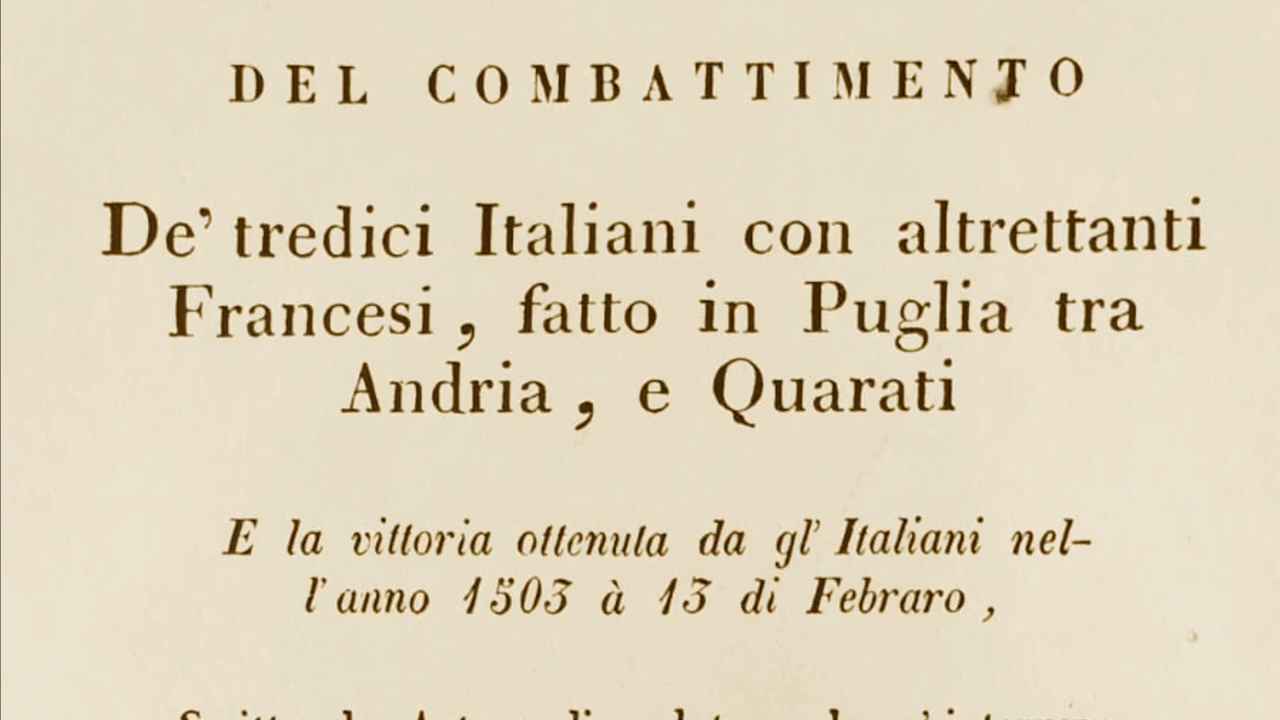 DEL COMBATTIMENTO
De' tredici Italiani con altrettanti
Francesi , fatto in Puglia tra
Andria , e Quarati
E la vittoria ottenuta da gl' Italiani nel-
l'anno 1503 à 13 di Febraro ,